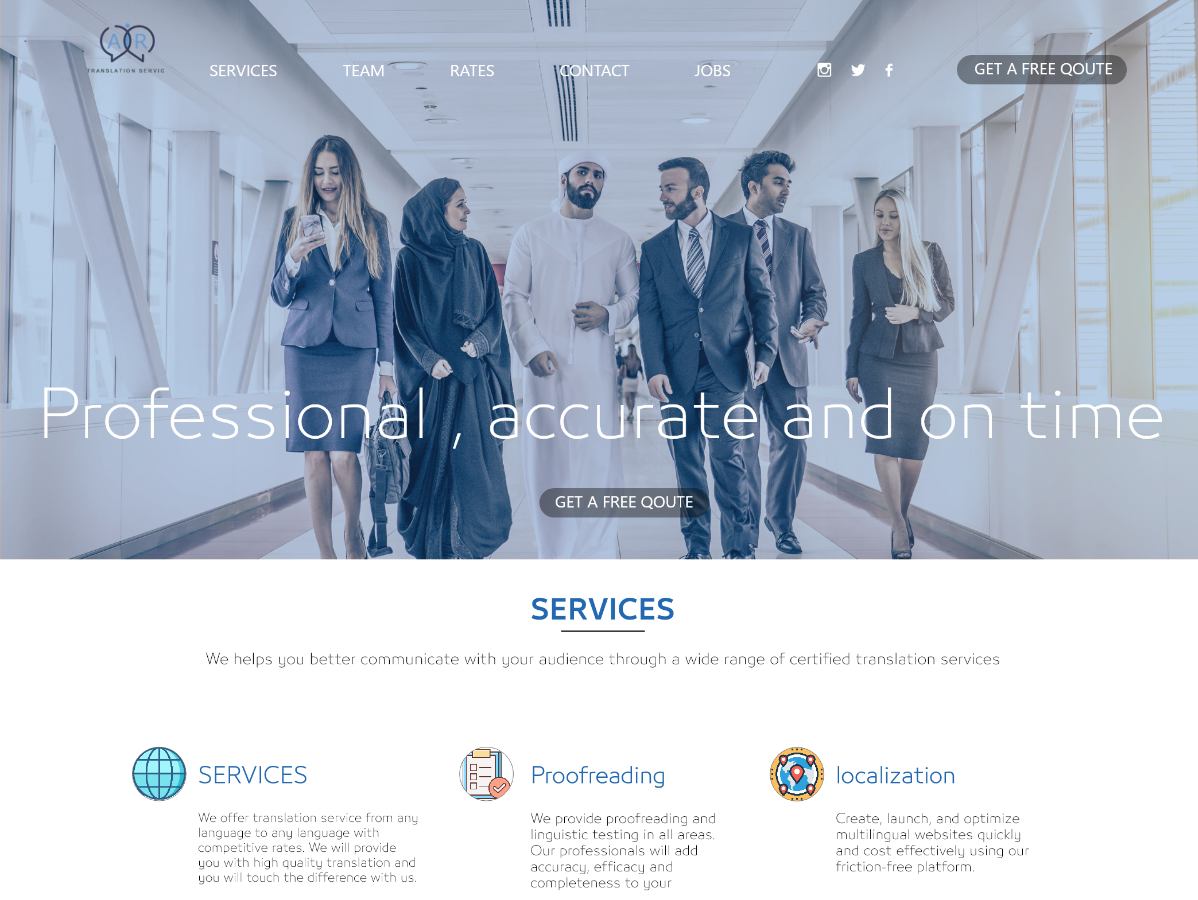 AIR
TRANSLATION SERVIC
SERVICES TEAM RATES CONTACT JOBS GET A FREE QOUTE
Professional , accurate and on time
GET A FREE QOUTE
SERVICES
We helps you better communicate with your audience through a wide range of certified translation services
SERVICES
We offer translation service from any
language to any language with
competitive rates. We will provide
you with high quality translation and
you will touch the difference with us.
Proofreading
We provide proofreading and
linguistic testing in all areas.
Our professionals will add
accuracy, efficacy and
completeness to your
localization
Create, launch, and optimize
multilingual websites quickly
and cost effectively using our
friction-free platform.